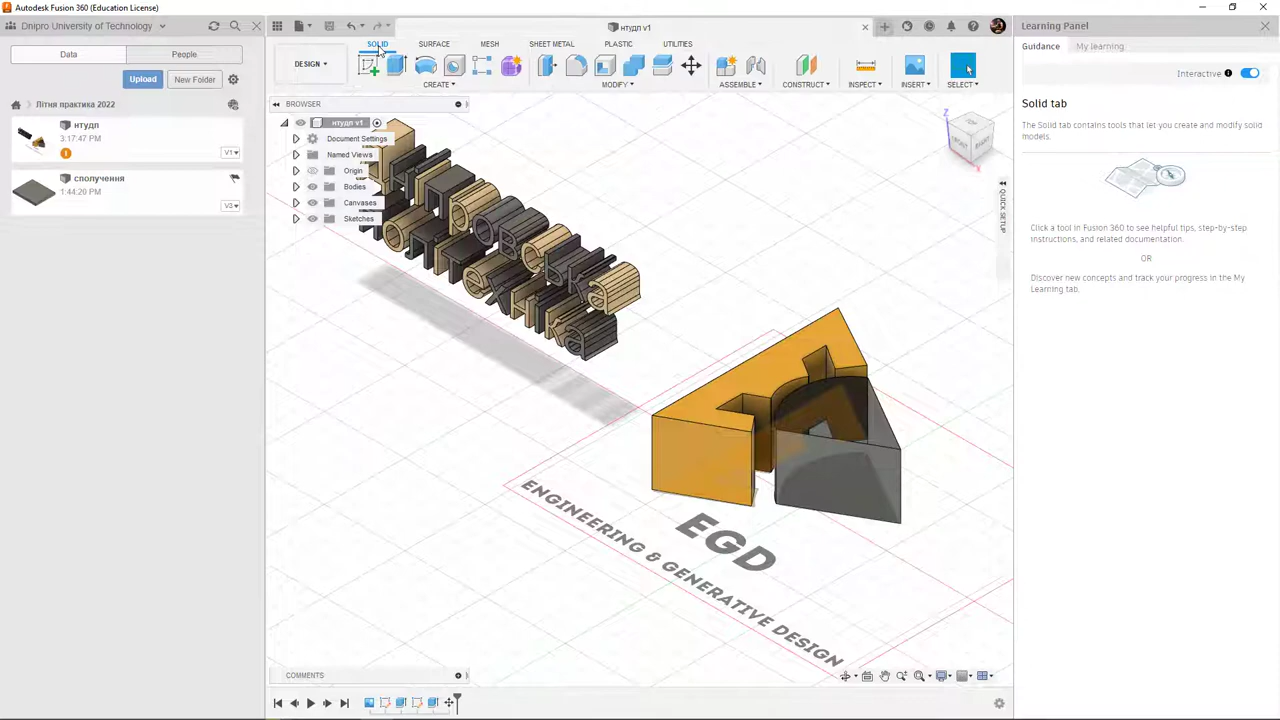 Autodesk Fusion 360 (Education License)
Dnipro University of Technology
нтудп v1
Learning Panel
Data
People
SOLID
SURFACE
MESH
SHEET METAL
PLASTIC
UTILITIES
Guidance
My learning
DESIGN
Upload
New Folder
CREATE
MODIFY
ASSEMBLE
CONSTRUCT
INSPECT
INSERT
SELECT
Interactive
Літня практика 2022
BROWSER
Solid tab
нтудп
3:17:47 PM
V1
нтудп v1
Document Settings
Named Views
Origin
Bodies
Canvases
Sketches
The Solid tab contains tools that let you create and modify solid
models.
сполучення
1:44:20 PM
V3
TOP
FRONT
RIGHT
Z
X
QUICK SETUP
Click a tool in Fusion 360 to see helpful tips, step-by-step
instructions, and related documentation.
OR
Discover new concepts and track your progress in the My
Learning tab.
EGD
ENGINEERING & GENERATIVE DESIGN
COMMENTS